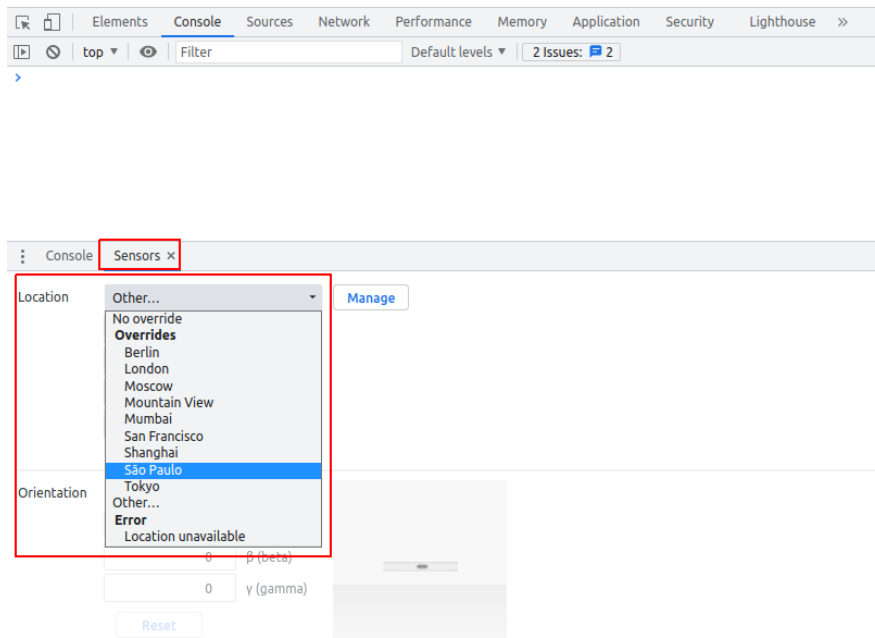 Elements Console Sources Network Performance Memory Application Security Lighthouse »
top ▼ Filter Default levels ▼ 2 Issues: 2
>
Console Sensors ×
Location Other... Manage
No override
Overrides
Berlin
London
Moscow
Mountain View
Mumbai
San Francisco
Shanghai
São Paulo
Orientation Tokyo
Other...
Error
Location unavailable
0 β (beta)
0 γ (gamma)
Reset